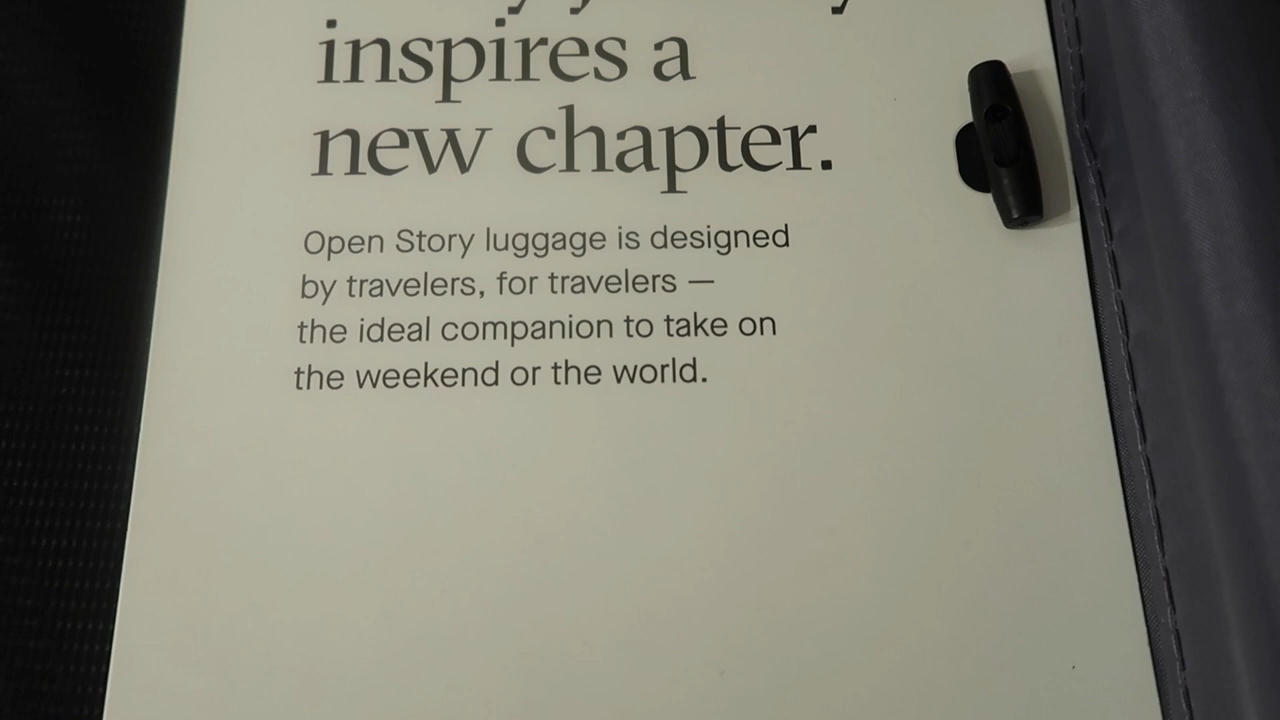 inspires a
new chapter.
Open Story luggage is designed
by travelers, for travelers —
the ideal companion to take on
the weekend or the world.